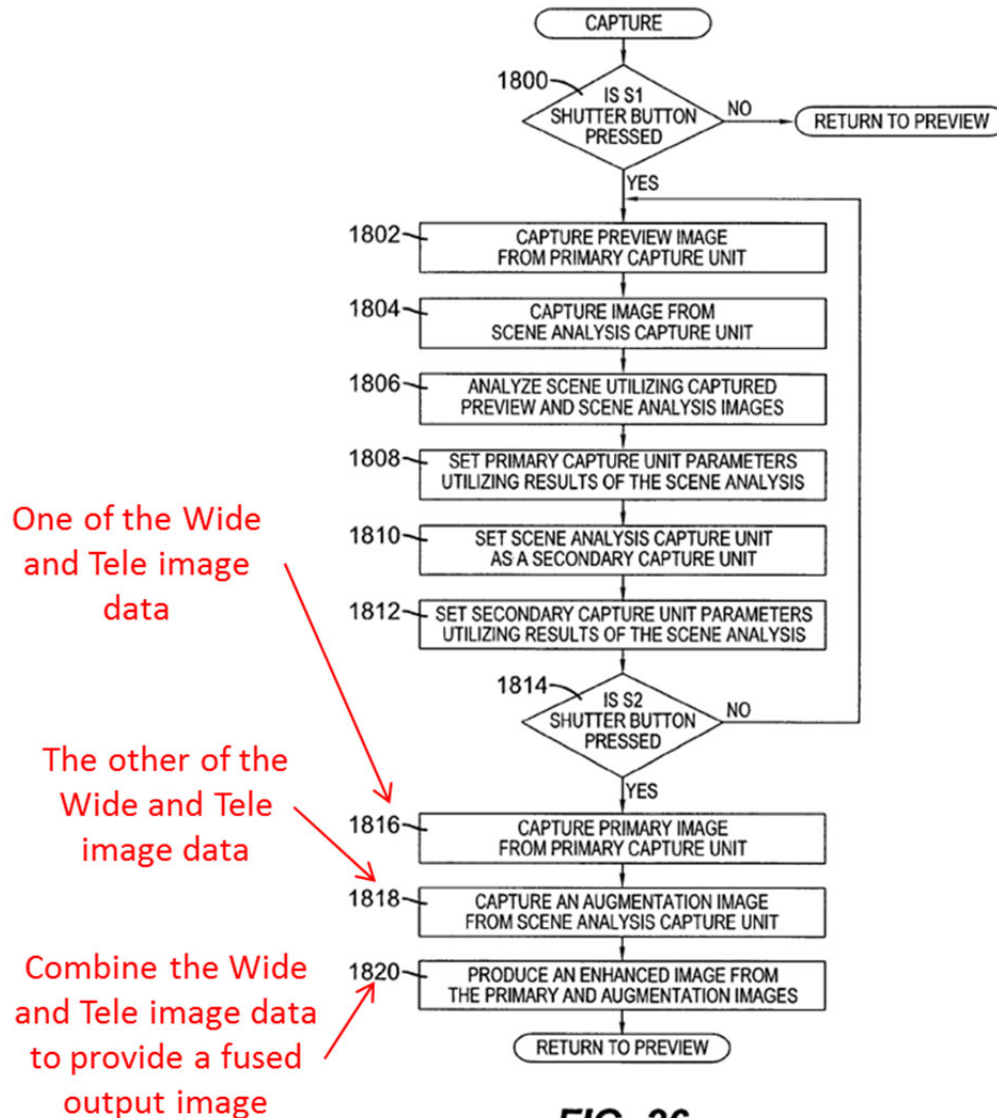 CAPTURE
1800
IS S1
SHUTTER BUTTON
PRESSED
NO
RETURN TO PREVIEW
YES
1802
CAPTURE PREVIEW IMAGE
FROM PRIMARY CAPTURE UNIT
1804
CAPTURE IMAGE FROM
SCENE ANALYSIS CAPTURE UNIT
1806
ANALYZE SCENE UTILIZING CAPTURED
PREVIEW AND SCENE ANALYSIS IMAGES
1808
SET PRIMARY CAPTURE UNIT PARAMETERS
UTILIZING RESULTS OF THE SCENE ANALYSIS
1810
SET SCENE ANALYSIS CAPTURE UNIT
AS A SECONDARY CAPTURE UNIT
1812
SET SECONDARY CAPTURE UNIT PARAMETERS
UTILIZING RESULTS OF THE SCENE ANALYSIS
1814
IS S2
SHUTTER BUTTON
PRESSED
NO
YES
One of the Wide
and Tele image
data
1816
CAPTURE PRIMARY IMAGE
FROM PRIMARY CAPTURE UNIT
The other of the
Wide and Tele
image data
1818
CAPTURE AN AUGMENTATION IMAGE
FROM SCENE ANALYSIS CAPTURE UNIT
Combine the Wide
and Tele image data
to provide a fused
output image
1820
PRODUCE AN ENHANCED IMAGE FROM
THE PRIMARY AND AUGMENTATION IMAGES
RETURN TO PREVIEW
FIG. 26